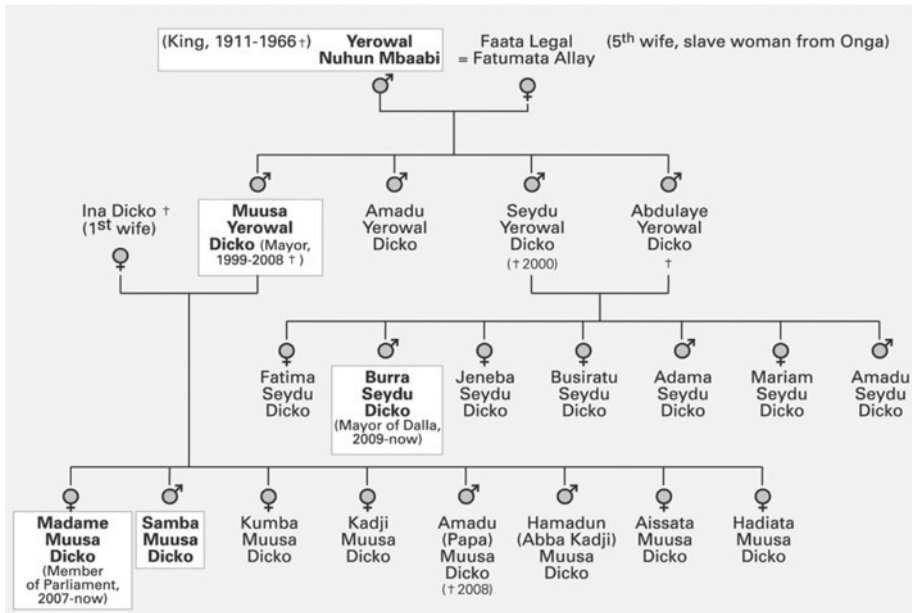 (King, 1911-1966 †) Yerowal
Nuhun Mbaabi
Faata Legal
= Fatumata Allay
(5th wife, slave woman from Onga)
Ina Dicko †
(1st wife)
Muusa
Yerowal
Dicko (Mayor,
1999-2008 † )
Amadu
Yerowal
Dicko
Seydu
Yerowal
Dicko
(†2000)
Abdulaye
Yerowal
Dicko
†
Fatima
Seydu
Dicko
Burra
Seydu
Dicko
(Mayor of Dalla,
2009-now)
Jeneba
Seydu
Dicko
Busiratu
Seydu
Dicko
Adama
Seydu
Dicko
Mariam
Seydu
Dicko
Amadu
Seydu
Dicko
Madame
Muusa
Dicko
(Member
of Parliament,
2007-now)
Samba
Muusa
Dicko
Kumba
Muusa
Dicko
Kadji
Muusa
Dicko
Amadu
(Papa)
Muusa
Dicko
(†2008)
Hamadun
(Abba Kadji)
Muusa
Dicko
Aissata
Muusa
Dicko
Hadiata
Muusa
Dicko